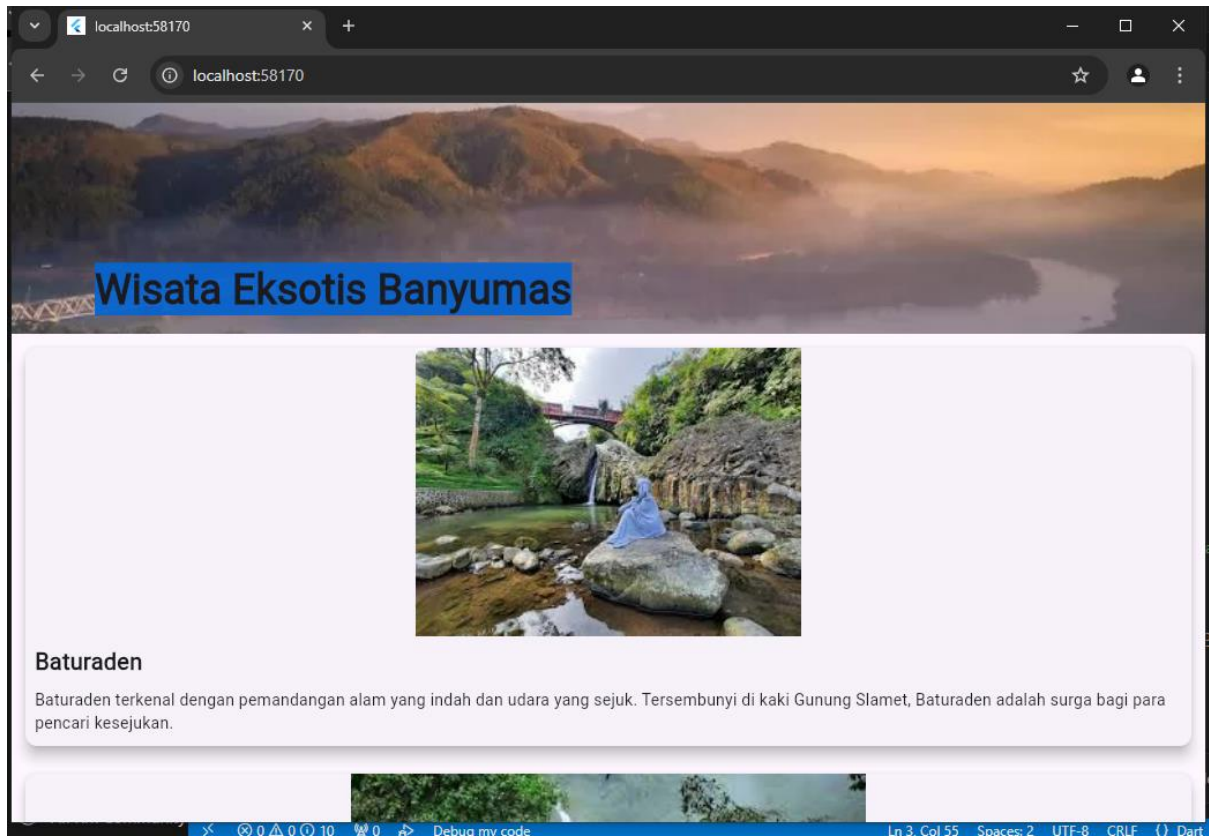 localhost:58170
localhost:58170
Wisata Eksotis Banyumas
Baturaden
Baturaden terkenal dengan pemandangan alam yang indah dan udara yang sejuk. Tersembunyi di kaki Gunung Slamet, Baturaden adalah surga bagi para
pencari kesejukan.
0 0 10 0 Debug my code Ln 3, Col 55 Spaces: 2 UTF-8 CRLF {} Dart